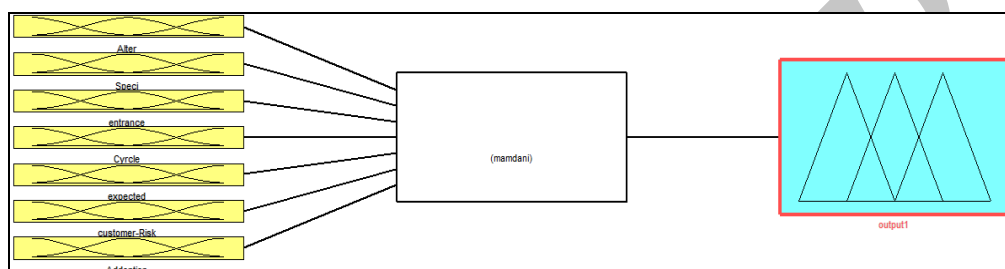 Alter
Speci
entrance
Cyrcle
expected
customer-Risk
(mamdani)
output1